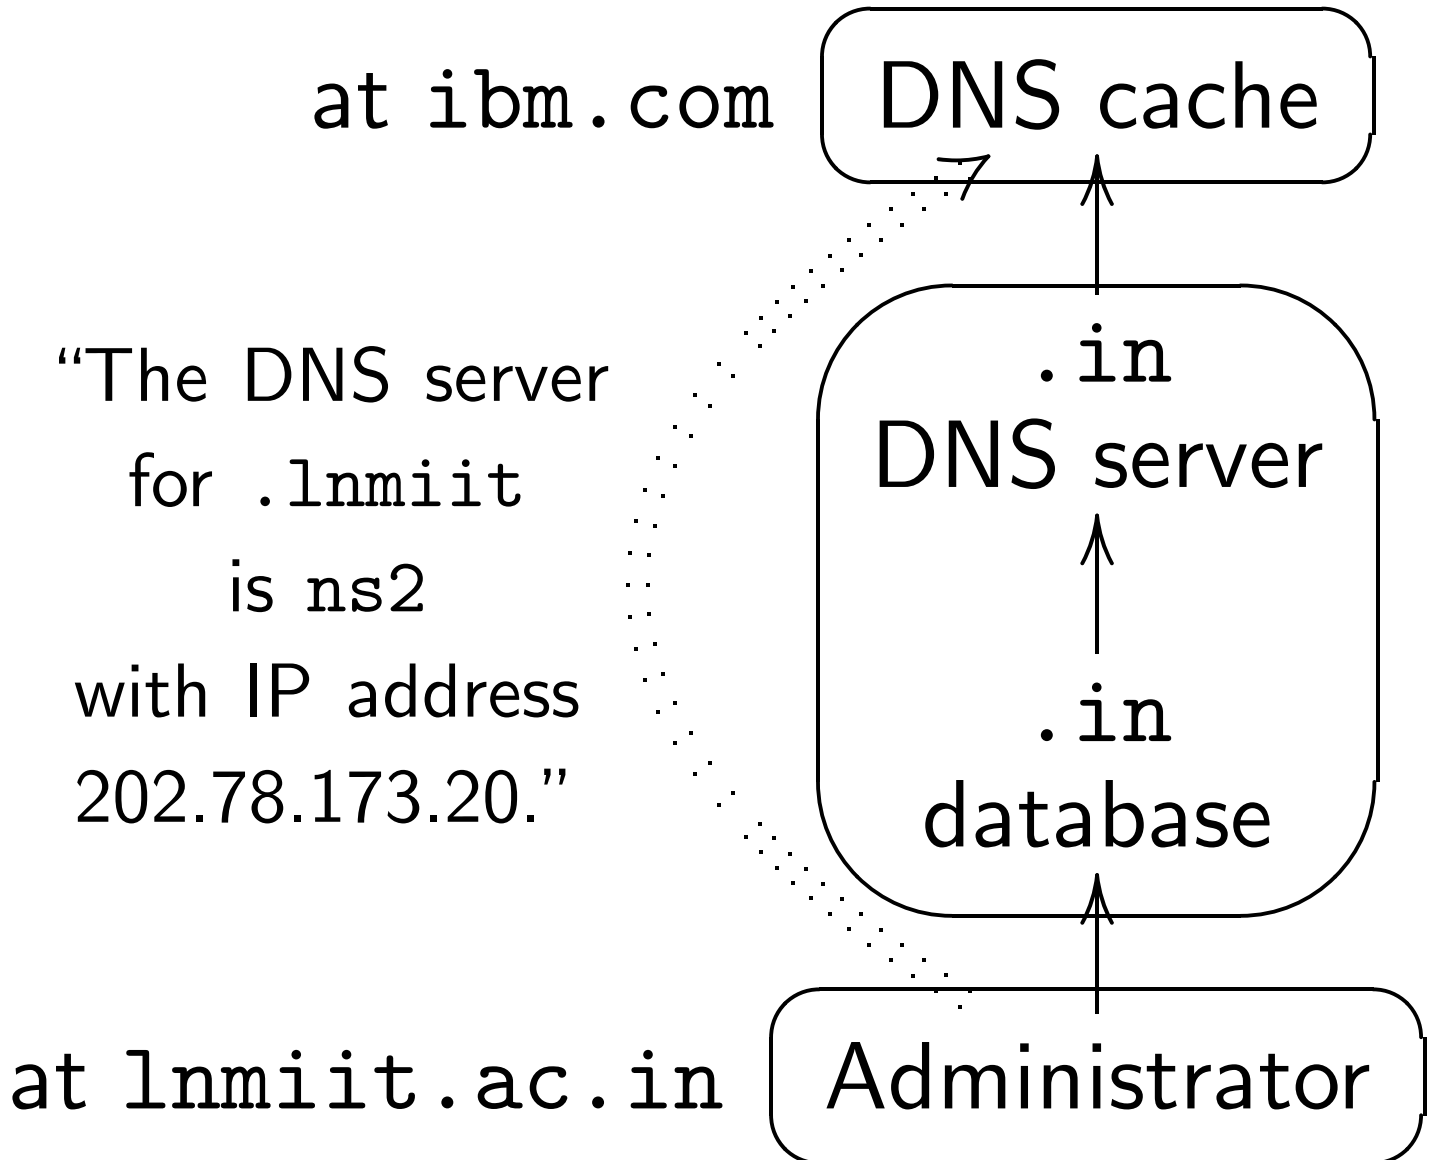 at ibm.com DNS cache
“The DNS server
for .lnmiit
is ns2
with IP address
202.78.173.20.”
.in
DNS server
.in
database
at lnmiit.ac.in Administrator